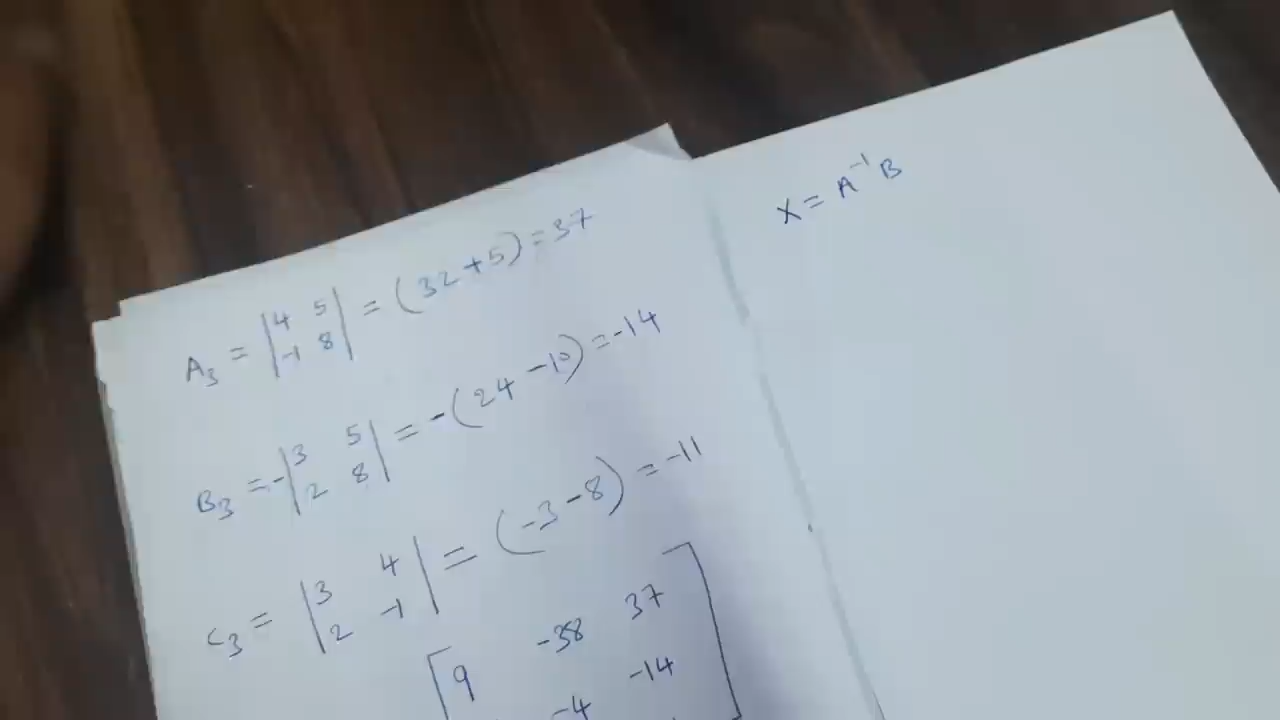 A₃ = |4 5| = (32+5) = 37
|-1 8|
B₃ = -|3 5| = -(24-10) = -14
|2 8|
C₃ = |3 4| = (-3-8) = -11
|2 -1|
[9 -38 37]
-4 -14
X = A⁻¹B